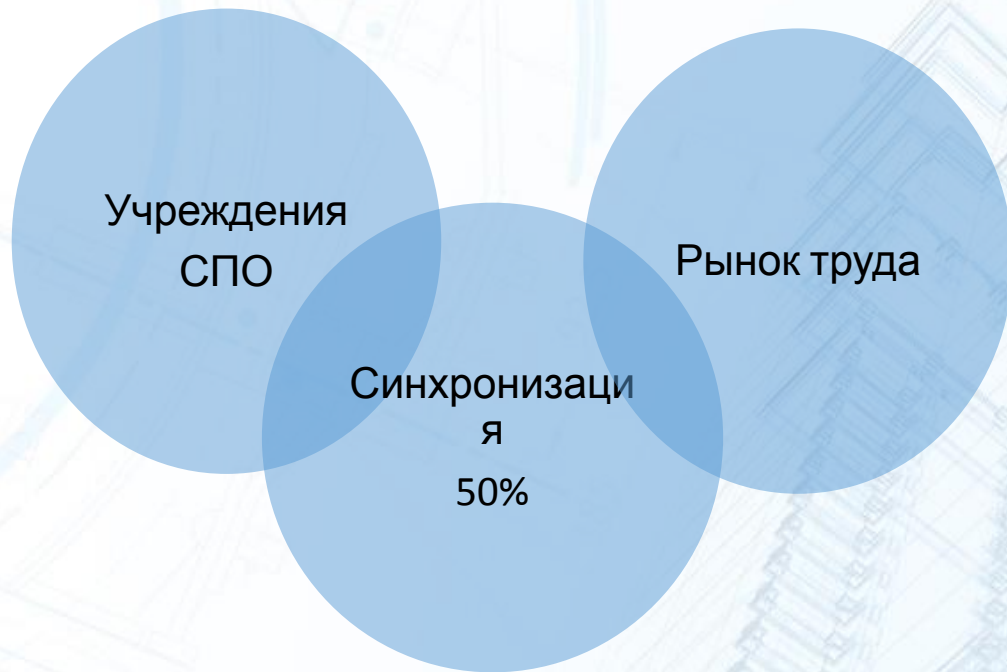 Учреждения
СПО
Рынок труда
Синхронизаци
я
50%